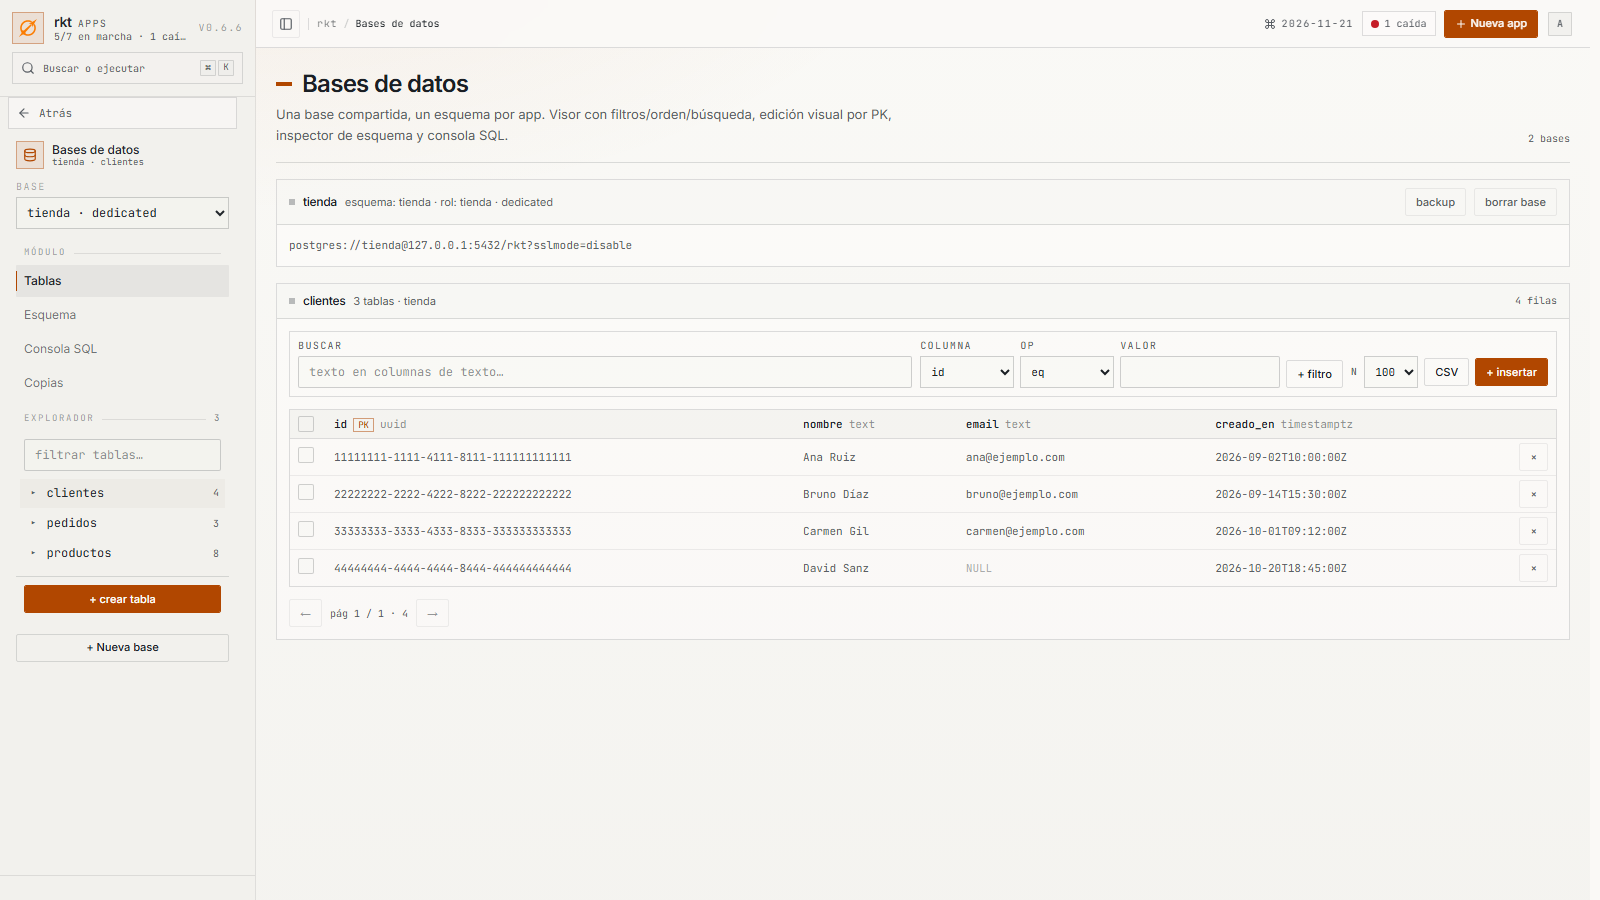 rkt APPS
5/7 en marcha · 1 caí…
V0.6.6
Buscar o ejecutar
⌘ K
← Atrás
Bases de datos
tienda · clientes
BASE
tienda · dedicated
MÓDULO
Tablas
Esquema
Consola SQL
Copias
EXPLORADOR 3
filtrar tablas…
▸ clientes 4
▸ pedidos 3
▸ productos 8
+ crear tabla
+ Nueva base
rkt / Bases de datos
⌘ 2026-11-21
1 caída
+ Nueva app
A
Bases de datos
Una base compartida, un esquema por app. Visor con filtros/orden/búsqueda, edición visual por PK,
inspector de esquema y consola SQL.
2 bases
tienda esquema: tienda · rol: tienda · dedicated
backup
borrar base
postgres://tienda@127.0.0.1:5432/rkt?sslmode=disable
clientes 3 tablas · tienda
4 filas
BUSCAR COLUMNA OP VALOR
texto en columnas de texto… id eq + filtro N 100 CSV + insertar
id PK uuid nombre text email text creado_en timestamptz
11111111-1111-4111-8111-111111111111 Ana Ruiz ana@ejemplo.com 2026-09-02T10:00:00Z ×
22222222-2222-4222-8222-222222222222 Bruno Díaz bruno@ejemplo.com 2026-09-14T15:30:00Z ×
33333333-3333-4333-8333-333333333333 Carmen Gil carmen@ejemplo.com 2026-10-01T09:12:00Z ×
44444444-4444-4444-8444-444444444444 David Sanz NULL 2026-10-20T18:45:00Z ×
← pág 1 / 1 · 4 →